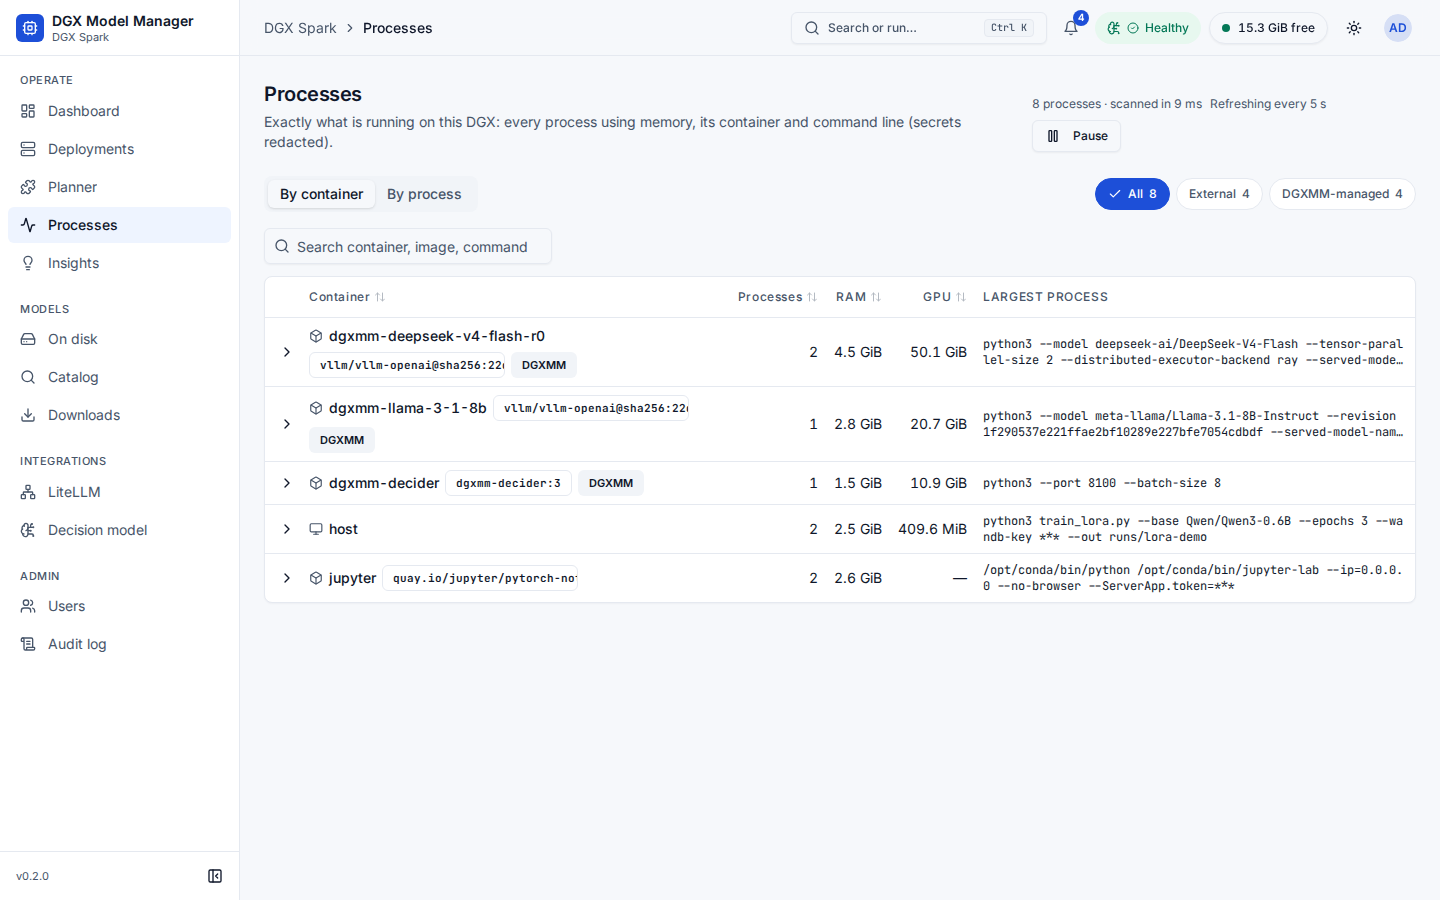 DGX Model Manager
DGX Spark
OPERATE
Dashboard
Deployments
Planner
Processes
Insights
MODELS
On disk
Catalog
Downloads
INTEGRATIONS
LiteLLM
Decision model
ADMIN
Users
Audit log
v0.2.0
DGX Spark > Processes
Search or run... Ctrl K
4
Healthy
15.3 GiB free
AD
Processes
Exactly what is running on this DGX: every process using memory, its container and command line (secrets
redacted).
8 processes · scanned in 9 ms Refreshing every 5 s
Pause
By container By process
All 8 External 4 DGXMM-managed 4
Search container, image, command
Container Processes RAM GPU LARGEST PROCESS
dgxmm-deepseek-v4-flash-r0
vllm/vllm-openai@sha256:22 DGXMM
2 4.5 GiB 50.1 GiB
python3 --model deepseek-ai/DeepSeek-V4-Flash --tensor-paral
lel-size 2 --distributed-executor-backend ray --served-mode…
dgxmm-llama-3-1-8b vllm/vllm-openai@sha256:22
DGXMM
1 2.8 GiB 20.7 GiB
python3 --model meta-llama/Llama-3.1-8B-Instruct --revision
1f290537e221ffae2bf10289e227bfe7054cdbdf --served-model-nam…
dgxmm-decider dgxmm-decider:3 DGXMM 1 1.5 GiB 10.9 GiB python3 --port 8100 --batch-size 8
host 2 2.5 GiB 409.6 MiB
python3 train_lora.py --base Qwen/Qwen3-0.6B --epochs 3 --wa
ndb-key *** --out runs/lora-demo
jupyter quay.io/jupyter/pytorch-no 2 2.6 GiB —
/opt/conda/bin/python /opt/conda/bin/jupyter-lab --ip=0.0.0.
0 --no-browser --ServerApp.token=***